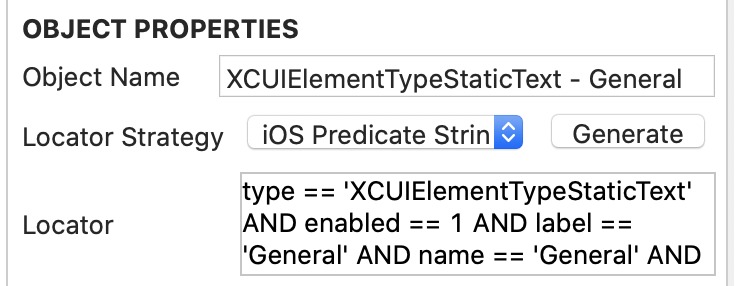 OBJECT PROPERTIES
Object Name XCUIElementTypeStaticText - General
Locator Strategy iOS Predicate Strin Generate
Locator
type == 'XCUIElementTypeStaticText'
AND enabled == 1 AND label ==
'General' AND name == 'General' AND